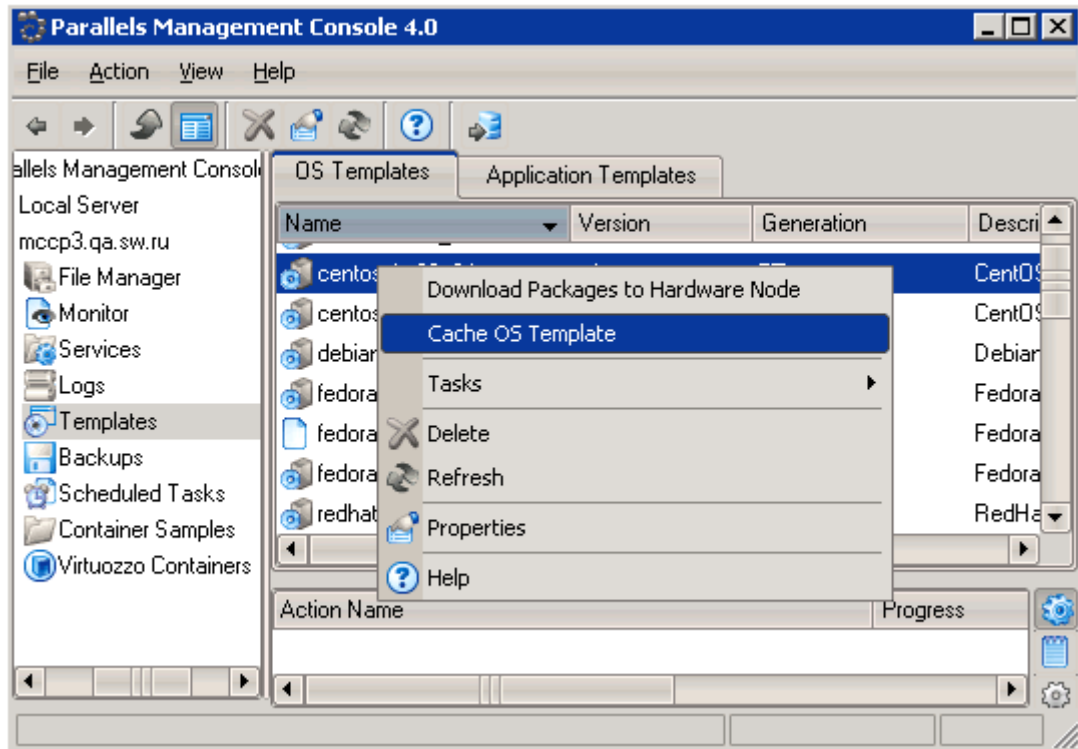 Parallels Management Console 4.0
File Action View Help
OS Templates Application Templates
Name Version Generation Descri
allels Management Consol
Local Server
mccp3.qa.sw.ru
File Manager
Monitor
Services
Logs
Templates
Backups
Scheduled Tasks
Container Samples
Virtuozzo Containers
centos CentOS
centos CentOS
debian Debian
fedora Fedora
fedora Fedora
fedora Fedora
redhat RedHa
Download Packages to Hardware Node
Cache OS Template
Tasks
Delete
Refresh
Properties
Help
Action Name Progress